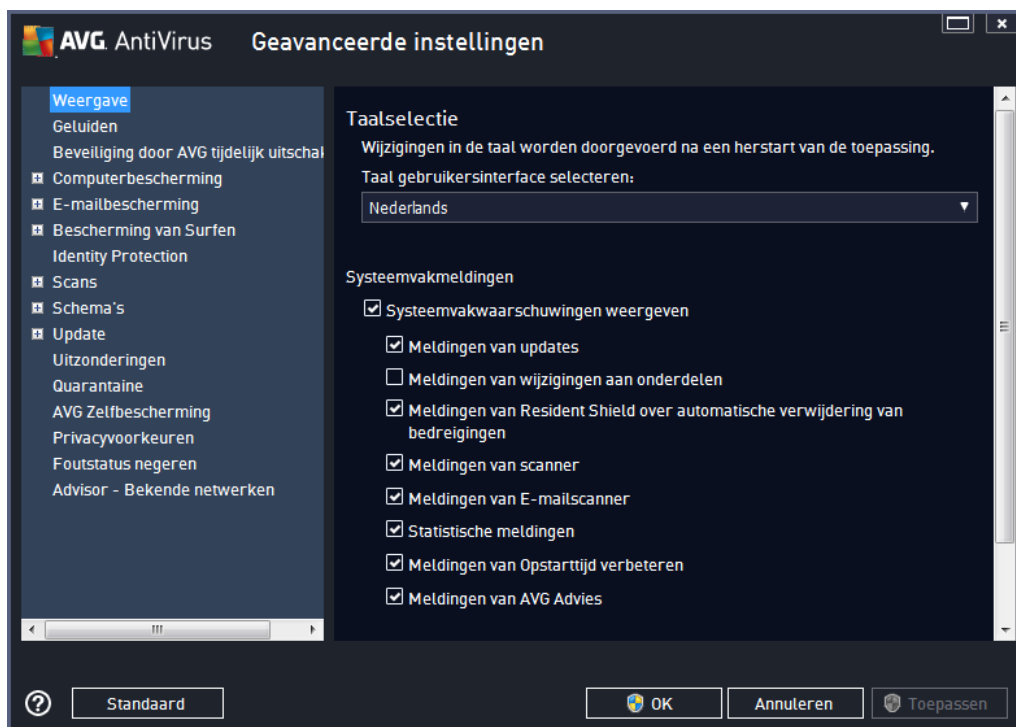 AVG. AntiVirus Geavanceerde instellingen
Weergave
Geluiden
Beveiliging door AVG tijdelijk uitschak
Computerbescherming
E-mailbescherming
Bescherming van Surfen
Identity Protection
Scans
Schema's
Update
Uitzonderingen
Quarantaine
AVG Zelfbescherming
Privacyvoorkeuren
Foutstatus negeren
Advisor - Bekende netwerken
Taalselectie
Wijzigingen in de taal worden doorgevoerd na een herstart van de toepassing.
Taal gebruikersinterface selecteren:
Nederlands
Systeemvakmeldingen
Systeemvakwaarschuwingen weergeven
Meldingen van updates
Meldingen van wijzigingen aan onderdelen
Meldingen van Resident Shield over automatische verwijdering van
bedreigingen
Meldingen van scanner
Meldingen van E-mailscanner
Statistische meldingen
Meldingen van Opstarttijd verbeteren
Meldingen van AVG Advies
? Standaard OK Annuleren Toepassen